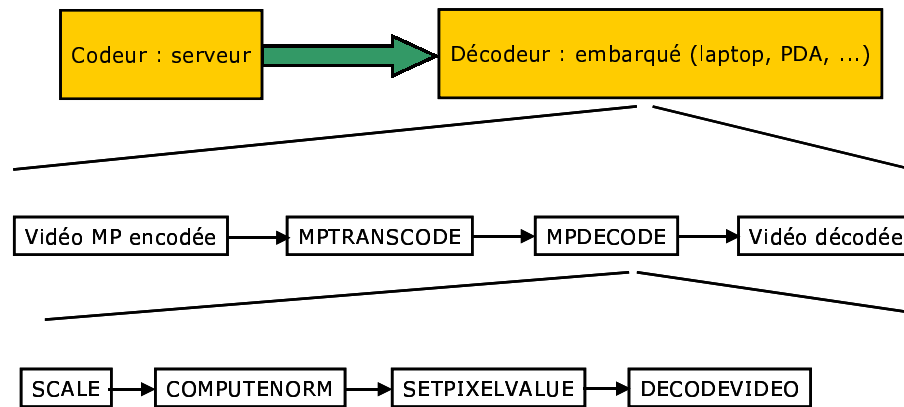 Codeur : serveur
Décodeur : embarqué (laptop, PDA, ...)
Vidéo MP encodée
MPTRANSCODE
MPDECODE
Vidéo décodée
SCALE
COMPUTENORM
SETPIXELVALUE
DECODEVIDEO